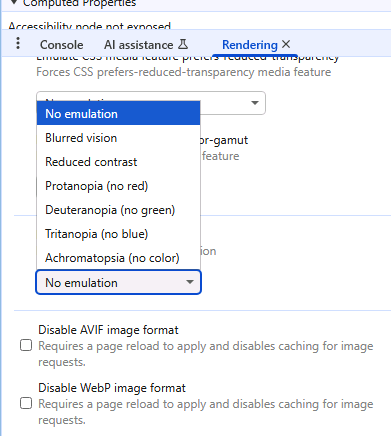 Computed Properties
Accessibility node not exposed
Console
AI assistance
Rendering
Emulate CSS media feature prefers-reduced-transparency
Forces CSS prefers-reduced-transparency media feature
No emulation
No emulation
or-gamut
Blurred vision
feature
Reduced contrast
Protanopia (no red)
Deuteranopia (no green)
Tritanopia (no blue)
Achromatopsia (no color)
No emulation
Disable AVIF image format
Requires a page reload to apply and disables caching for image
requests.
Disable WebP image format
Requires a page reload to apply and disables caching for image
requests.